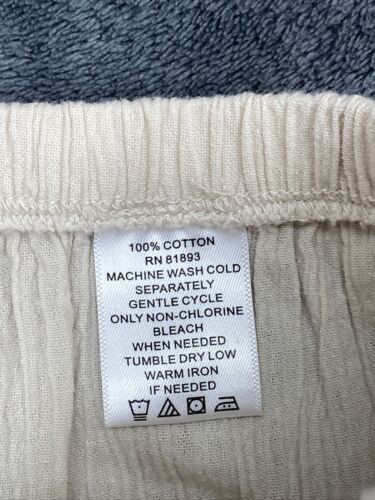 100% COTTON
RN 81893
MACHINE WASH COLD
SEPARATELY
GENTLE CYCLE
ONLY NON-CHLORINE
BLEACH
WHEN NEEDED
TUMBLE DRY LOW
WARM IRON
IF NEEDED